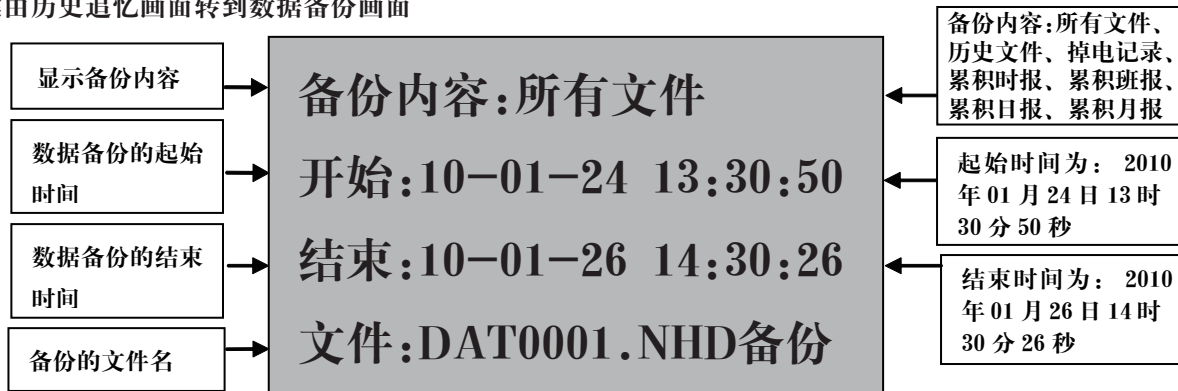 由历史追忆画面转到数据备份画面
显示备份内容
数据备份的起始
时间
数据备份的结束
时间
备份的文件名
备份内容:所有文件
开始:10-01-24 13:30:50
结束:10-01-26 14:30:26
文件:DAT0001.NHD备份
备份内容:所有文件、
历史文件、掉电记录、
累积时报、累积班报、
累积日报、累积月报
起始时间为： 2010
年 01 月 24 日 13 时
30 分 50 秒
结束时间为： 2010
年 01 月 26 日 14 时
30 分 26 秒